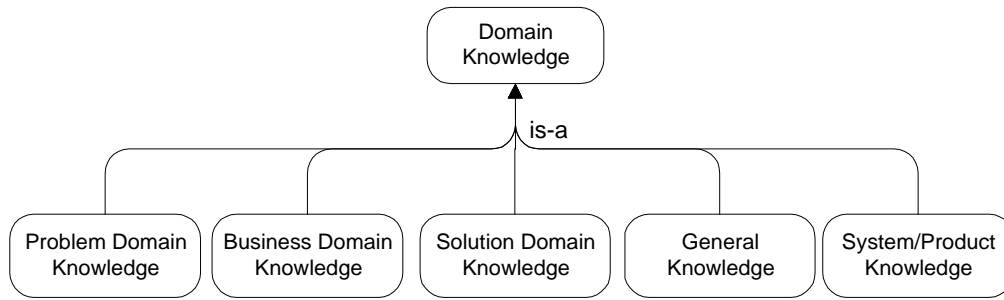 Domain
Knowledge
is-a
Problem Domain
Knowledge
Business Domain
Knowledge
Solution Domain
Knowledge
General
Knowledge
System/Product
Knowledge